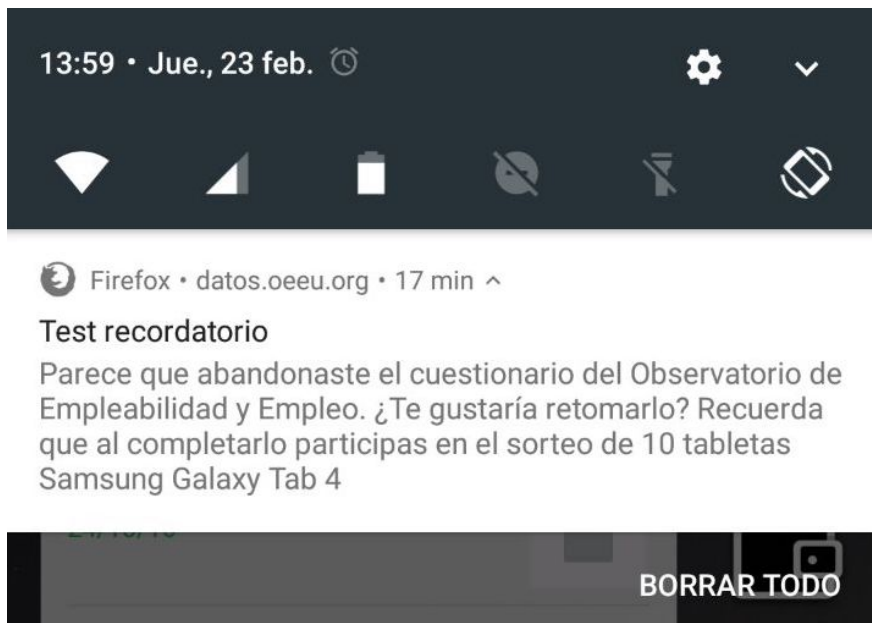 13:59 • Jue., 23 feb.
Firefox • datos.oeeu.org • 17 min
Test recordatorio
Parece que abandonaste el cuestionario del Observatorio de
Empleabilidad y Empleo. ¿Te gustaría retomarlo? Recuerda
que al completarlo participas en el sorteo de 10 tabletas
Samsung Galaxy Tab 4
BORRAR TODO